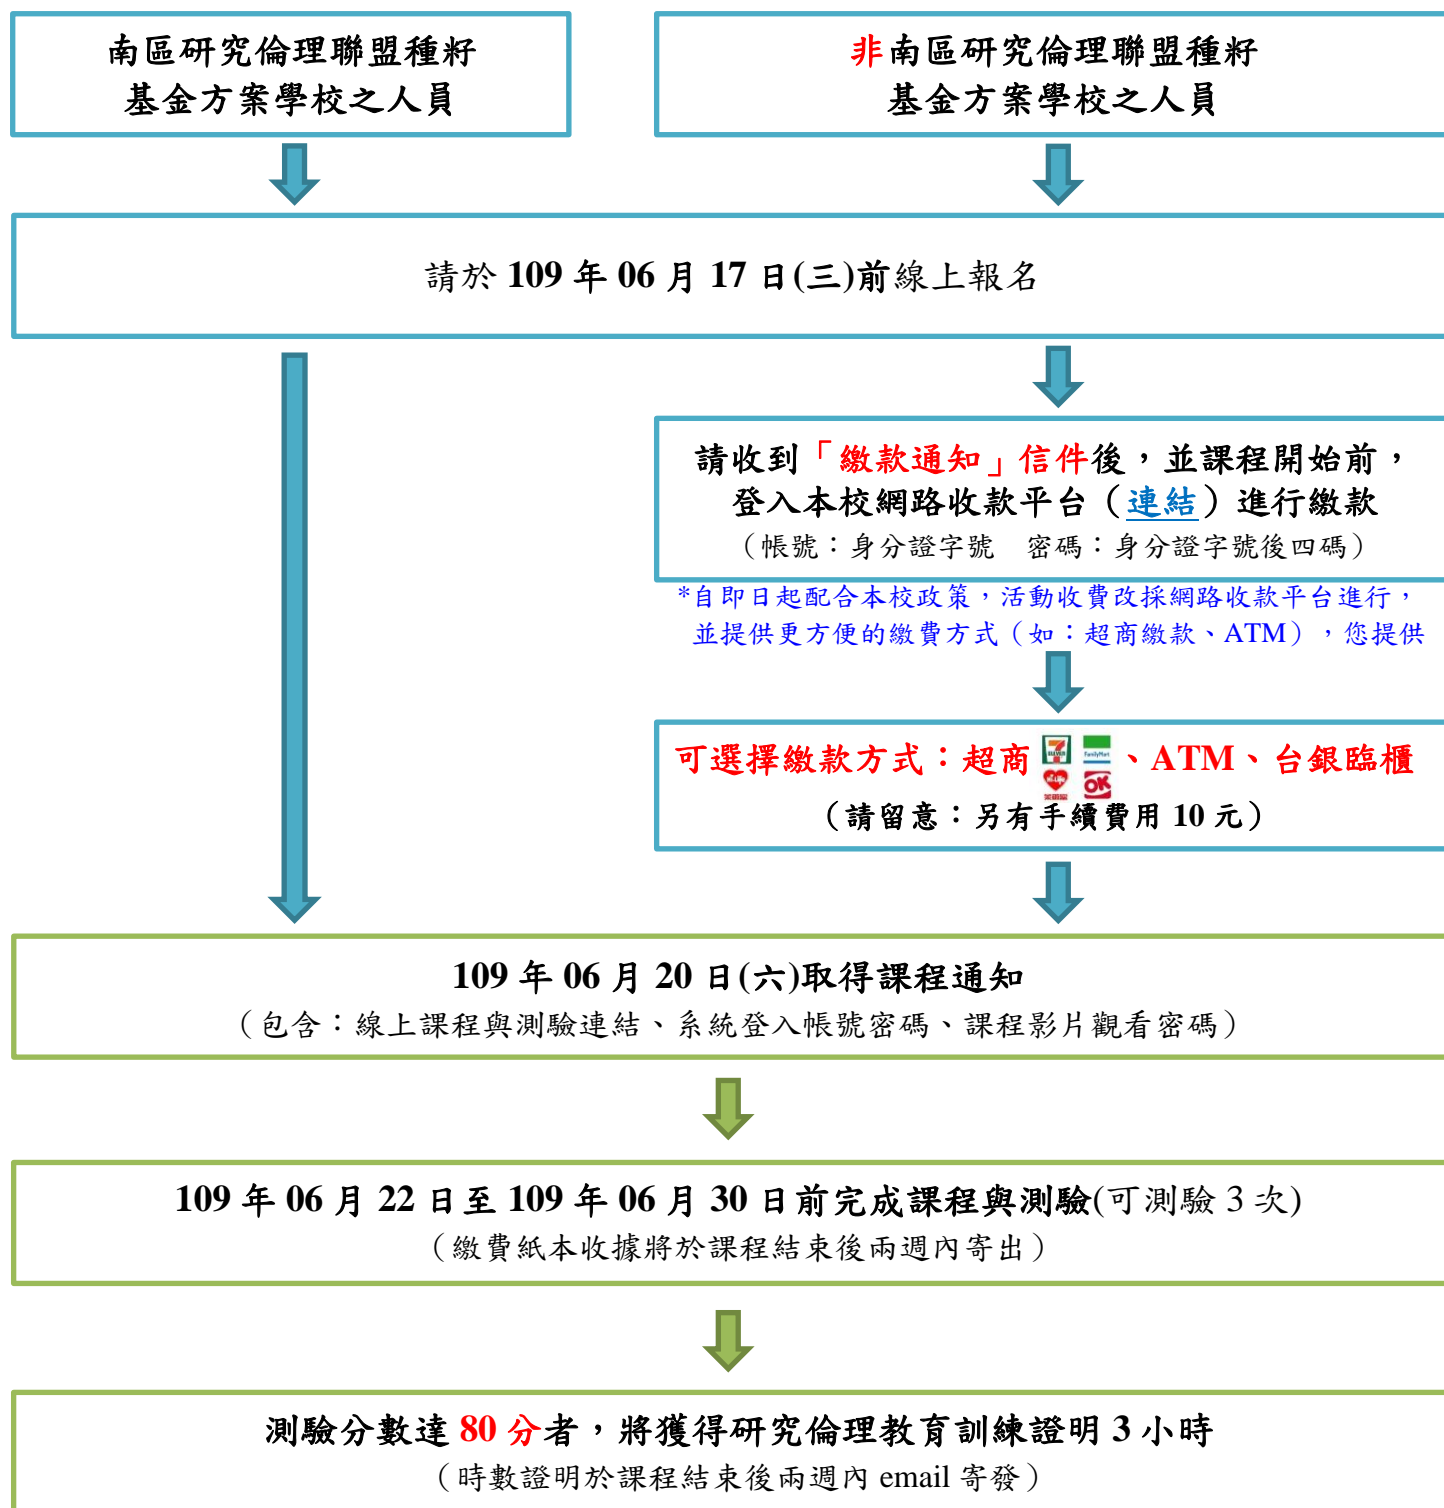 南區研究倫理聯盟種籽
基金方案學校之人員
非南區研究倫理聯盟種籽
基金方案學校之人員
請於 109 年 06 月 17 日(三)前線上報名
請收到「繳款通知」信件後，並課程開始前，
登入本校網路收款平台（連結）進行繳款
（帳號：身分證字號　密碼：身分證字號後四碼）
*自即日起配合本校政策，活動收費改採網路收款平台進行，
並提供更方便的繳費方式（如：超商繳款、ATM），您提供
可選擇繳款方式：超商 、ATM、台銀臨櫃
7 ELEVEN
FamilyMart
OK
（請留意：另有手續費用 10 元）
109 年 06 月 20 日(六)取得課程通知
（包含：線上課程與測驗連結、系統登入帳號密碼、課程影片觀看密碼）
109 年 06 月 22 日至 109 年 06 月 30 日前完成課程與測驗(可測驗 3 次)
（繳費紙本收據將於課程結束後兩週內寄出）
測驗分數達 80 分者，將獲得研究倫理教育訓練證明 3 小時
（時數證明於課程結束後兩週內 email 寄發）